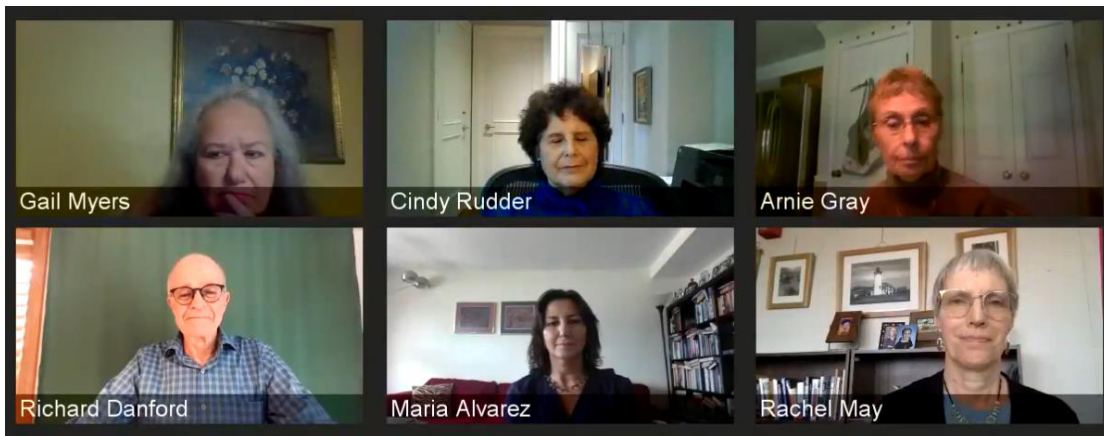 Gail Myers
Cindy Rudder
Arnie Gray
Richard Danford
Maria Alvarez
Rachel May